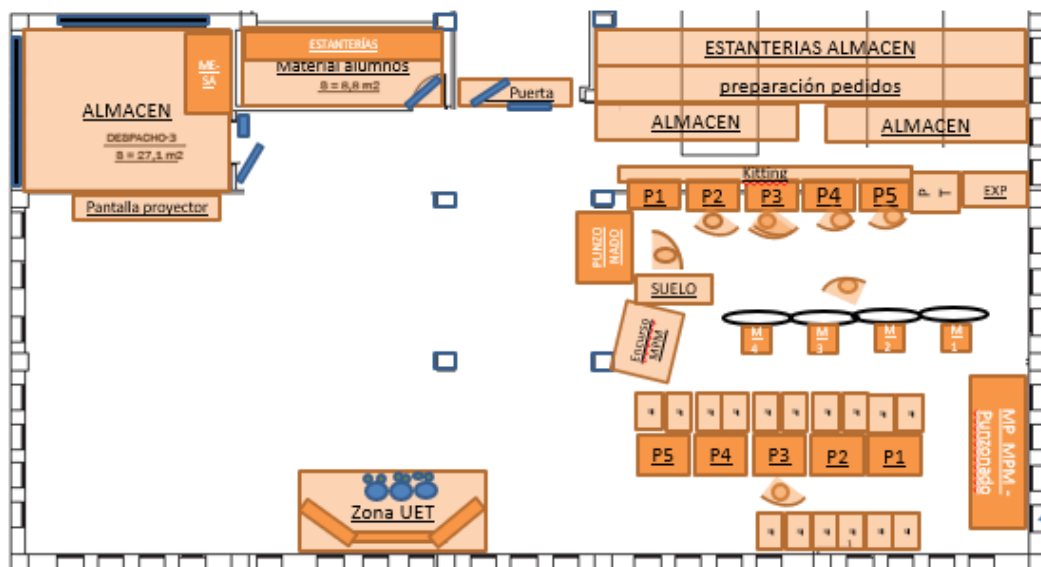 ESTANTERÍAS
Material alumnos
S = 8,8 m2
ME-
SA
ALMACEN
DESPACHO 3
S = 27,1 m2
Pantalla proyector
Puerta
ESTANTERIAS ALMACEN
preparación pedidos
ALMACEN
ALMACEN
Kitting
P1
P2
P3
P4
P5
P
T
EXP
PUNZO
NADO
SUELO
Encurso
MPM
M
4
M
3
M
2
M
1
P5
P4
P3
P2
P1
MP MPM -
Punzonado
Zona UET
1